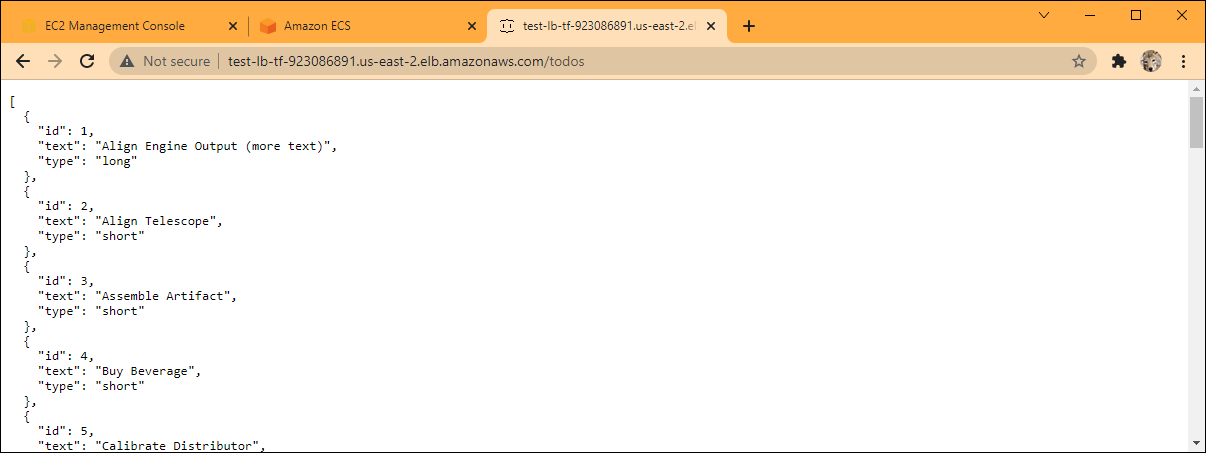 EC2 Management Console
Amazon ECS
test-lb-tf-923086891.us-east-2.el
Not secure
test-lb-tf-923086891.us-east-2.elb.amazonaws.com/todos
[
  {
    "id": 1,
    "text": "Align Engine Output (more text)",
    "type": "long"
  },
  {
    "id": 2,
    "text": "Align Telescope",
    "type": "short"
  },
  {
    "id": 3,
    "text": "Assemble Artifact",
    "type": "short"
  },
  {
    "id": 4,
    "text": "Buy Beverage",
    "type": "short"
  },
  {
    "id": 5,
    "text": "Calibrate Distributor",